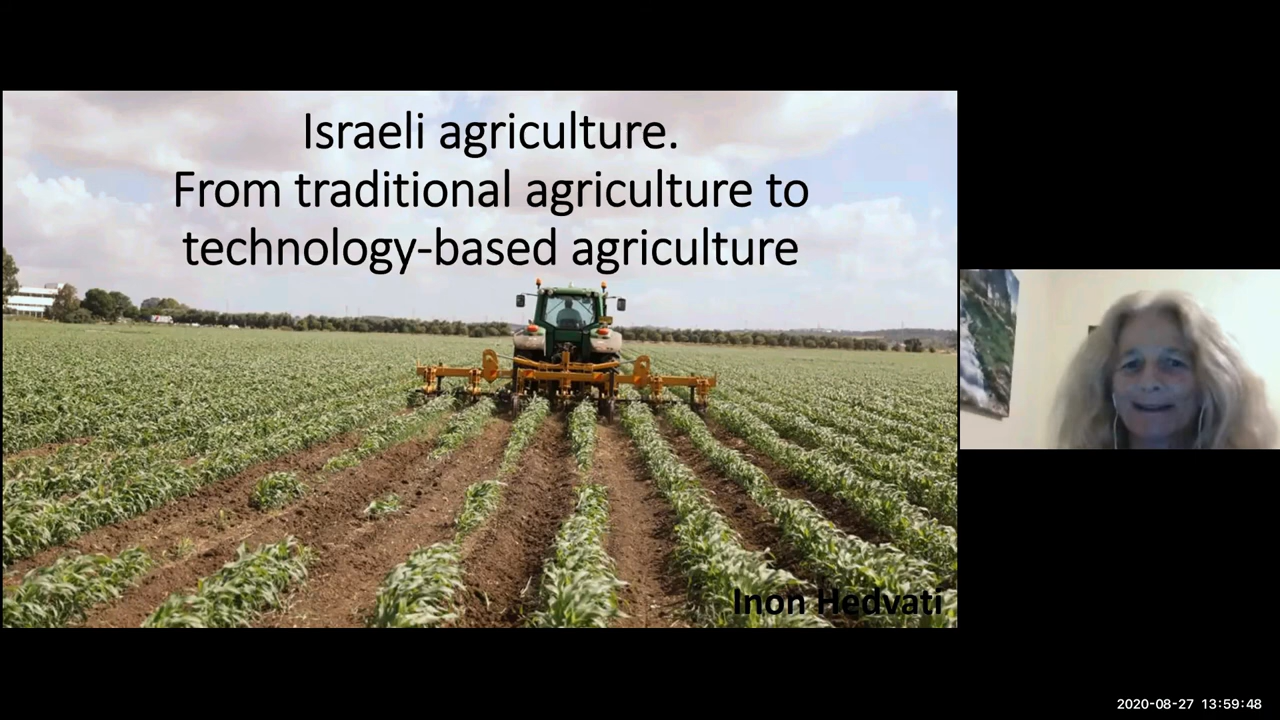 Israeli agriculture.
From traditional agriculture to
technology-based agriculture
Inon Hedvati
2020-08-27 13:59:48